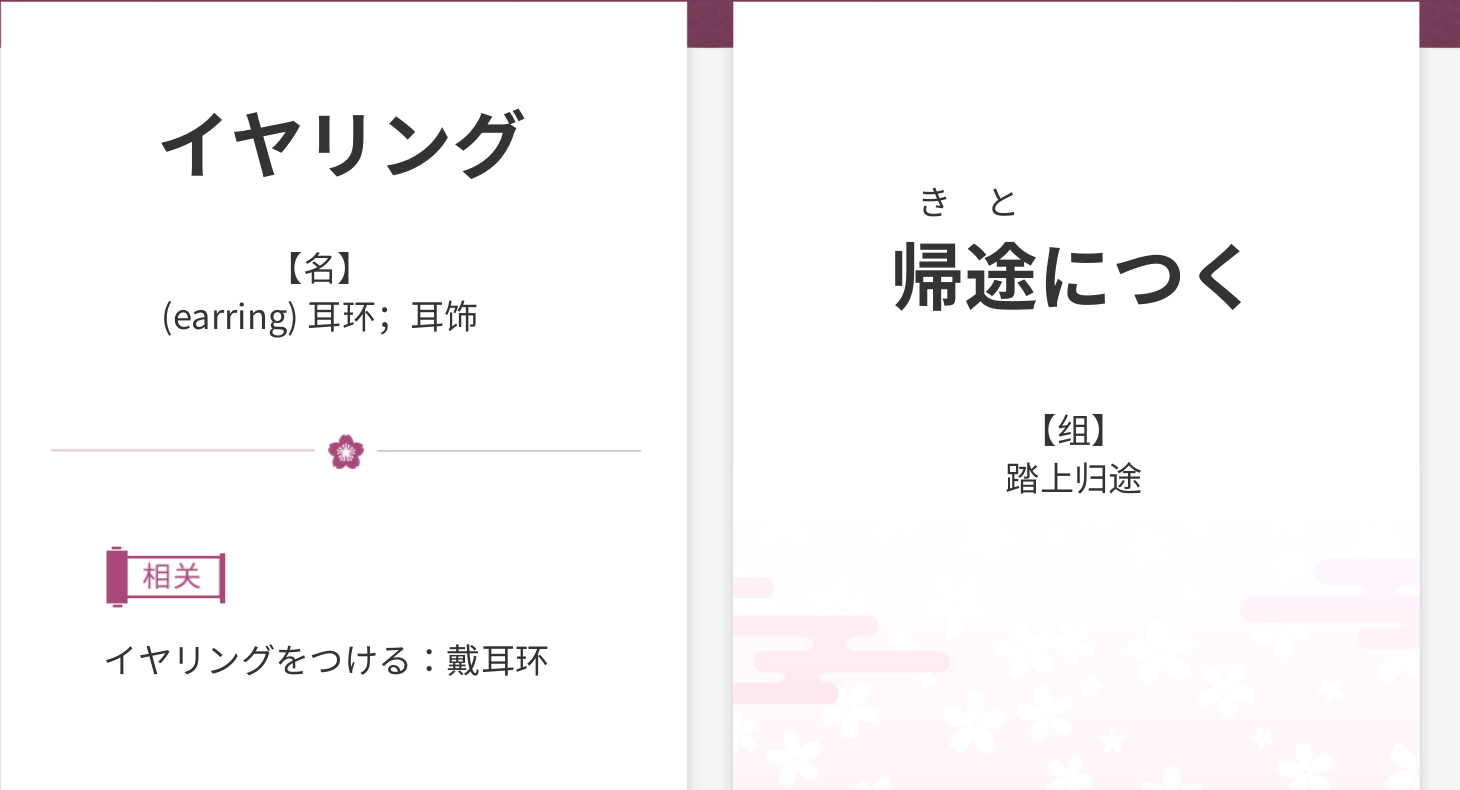 イヤリング
【名】
(earring) 耳环；耳饰
相关
イヤリングをつける：戴耳环
き と
帰途につく
【组】
踏上归途